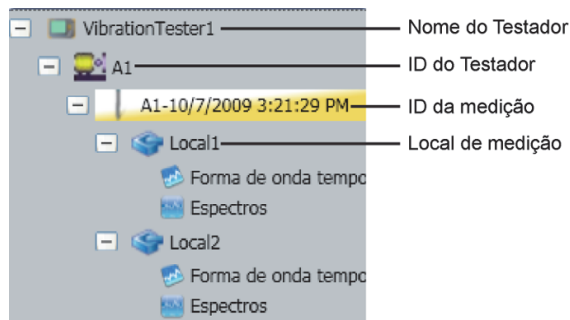 VibrationTester1 Nome do Testador
A1 ID do Testador
A1-10/7/2009 3:21:29 PM ID da medição
Local1 Local de medição
Forma de onda tempo
Espectros
Local2
Forma de onda tempo
Espectros